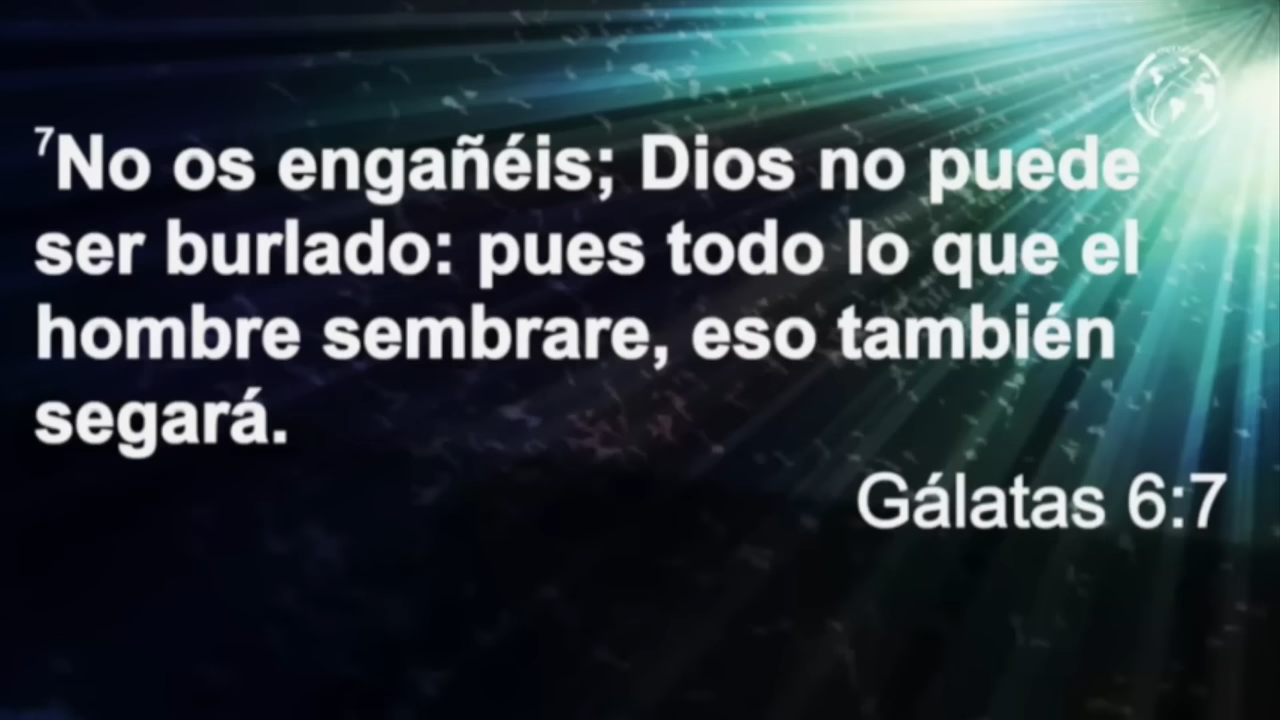 7No os engañéis; Dios no puede
ser burlado: pues todo lo que el
hombre sembrare, eso también
segará.
Gálatas 6:7